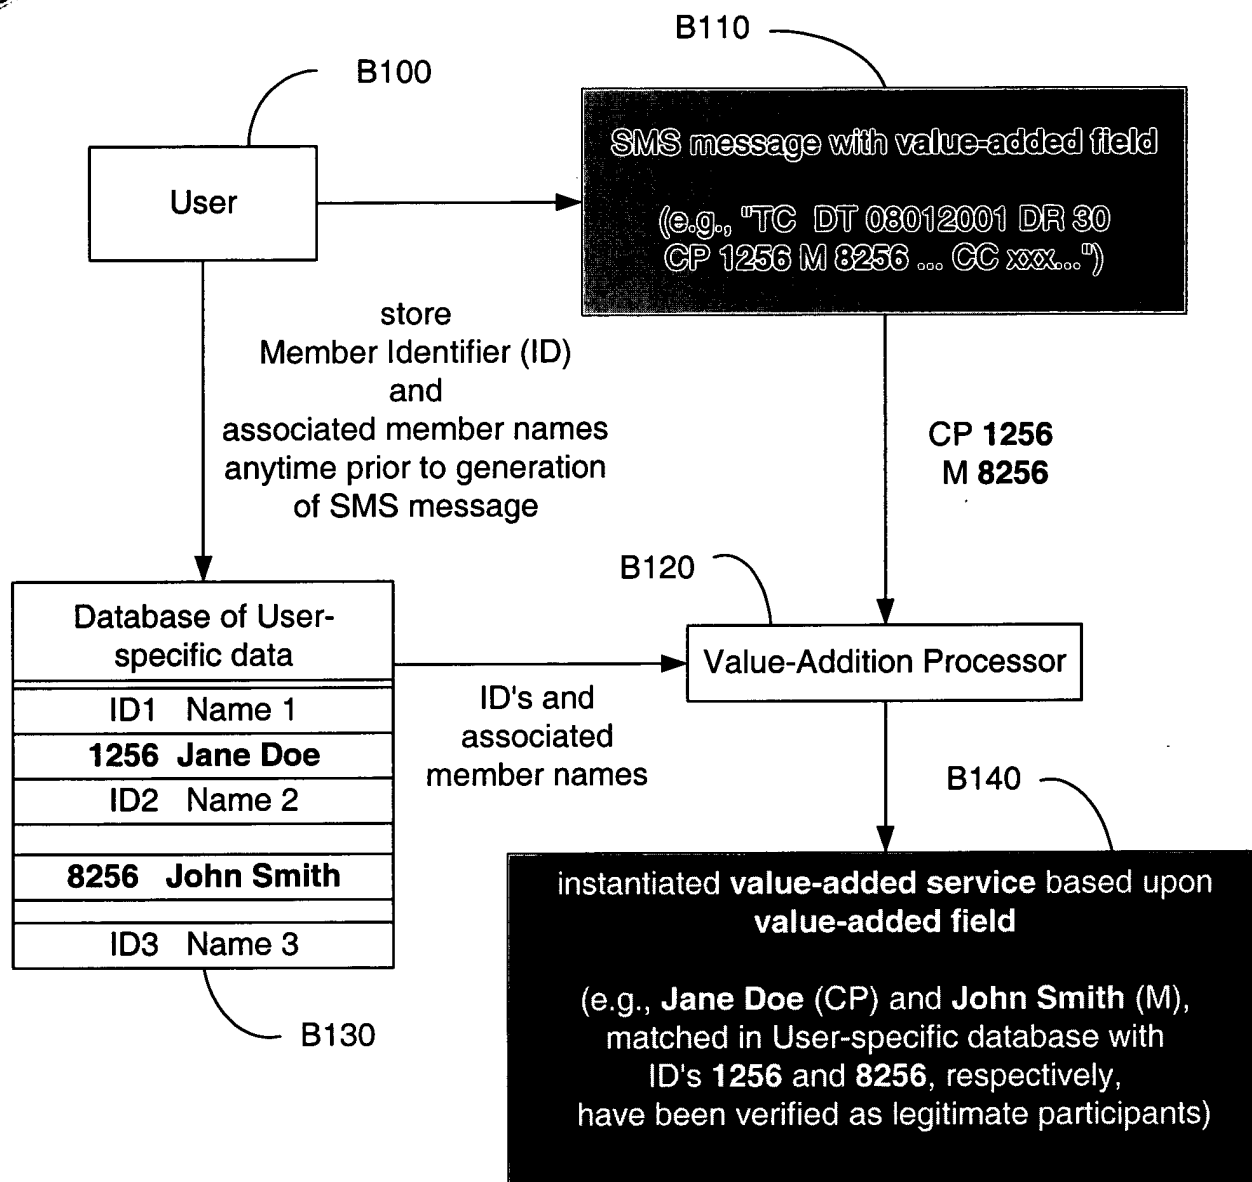 B110
B100
SMS message with value-added field
(e.g., "TC DT 08012001 DR 30
CP 1256 M 8256 ... CC xxx...")
User
store
Member Identifier (ID)
and
associated member names
anytime prior to generation
of SMS message
CP 1256
M 8256
B120
Database of User-
specific data
Value-Addition Processor
ID1 Name 1
1256 Jane Doe
ID2 Name 2
8256 John Smith
ID3 Name 3
ID's and
associated
member names
B140
B130
instantiated value-added service based upon
value-added field
(e.g., Jane Doe (CP) and John Smith (M),
matched in User-specific database with
ID's 1256 and 8256, respectively,
have been verified as legitimate participants)